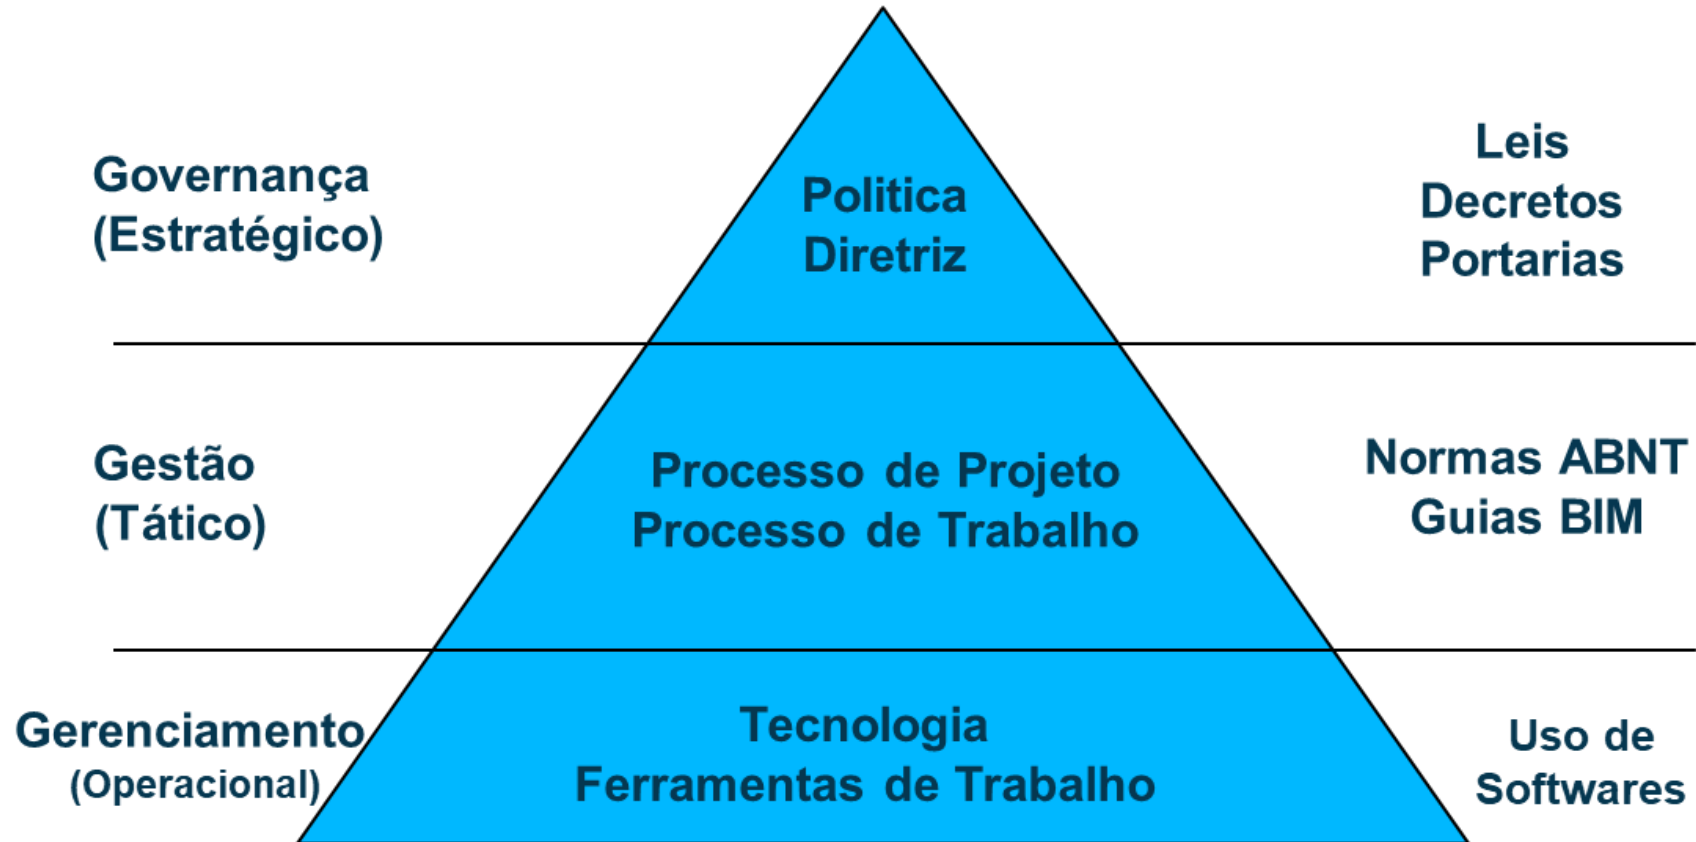 Governança
(Estratégico)
Politica
Diretriz
Leis
Decretos
Portarias
Gestão
(Tático)
Processo de Projeto
Processo de Trabalho
Normas ABNT
Guias BIM
Gerenciamento
(Operacional)
Tecnologia
Ferramentas de Trabalho
Uso de
Softwares